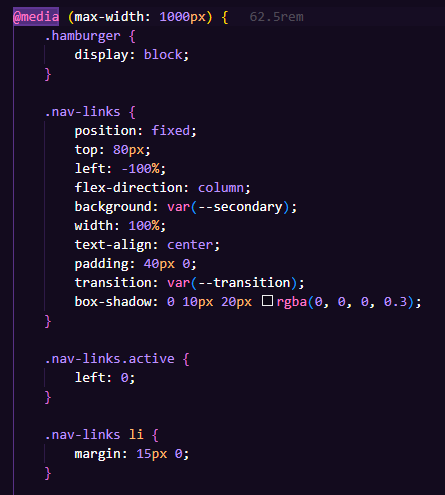 @media (max-width: 1000px) { 62.5rem
.hamburger {
display: block;
}
.nav-links {
position: fixed;
top: 80px;
left: -100%;
flex-direction: column;
background: var(--secondary);
width: 100%;
text-align: center;
padding: 40px 0;
transition: var(--transition);
box-shadow: 0 10px 20px rgba(0, 0, 0, 0.3);
}
.nav-links.active {
left: 0;
}
.nav-links li {
margin: 15px 0;
}